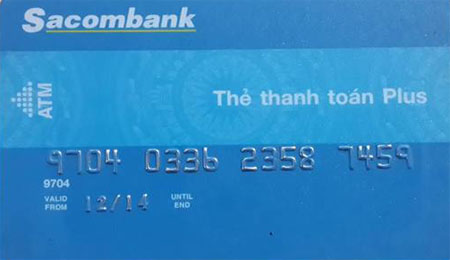 Sacombank
ATM
Thẻ thanh toán Plus
9704 0336 2358 7459
9704
VALID FROM 12/14 UNTIL END